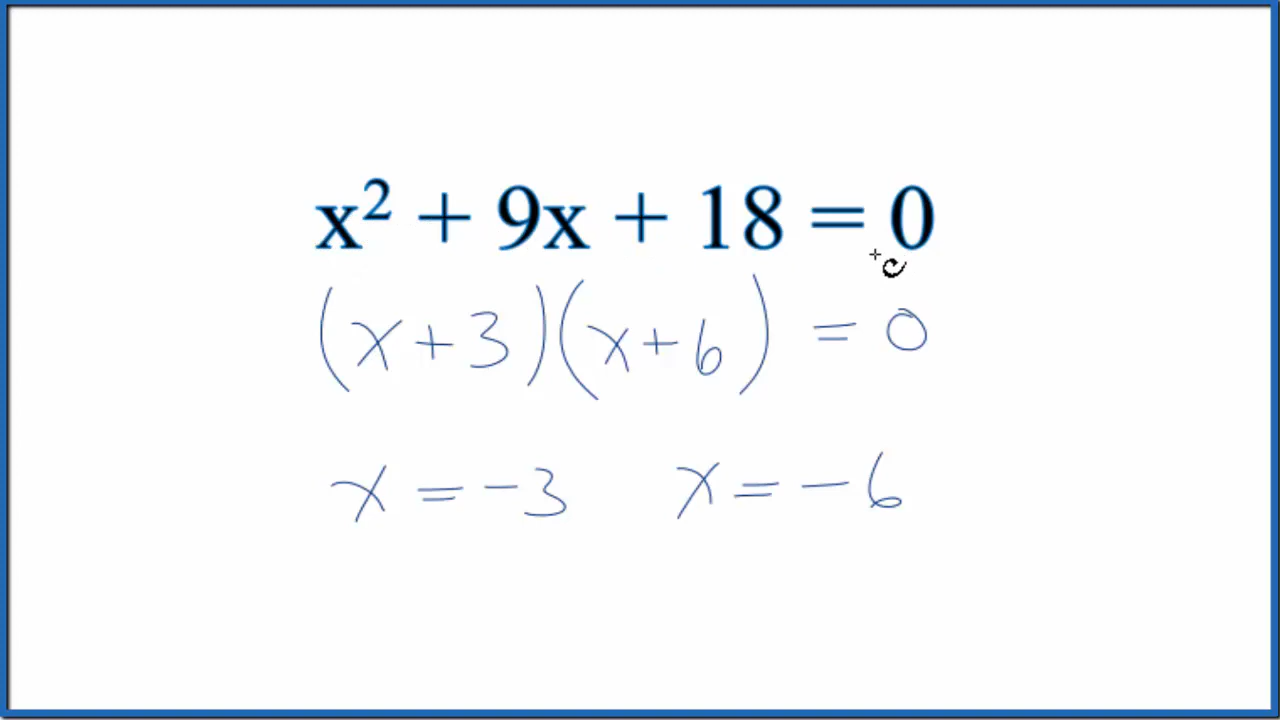 x² + 9x + 18 = 0
(x+3)(x+6) = 0
x = -3 x = -6